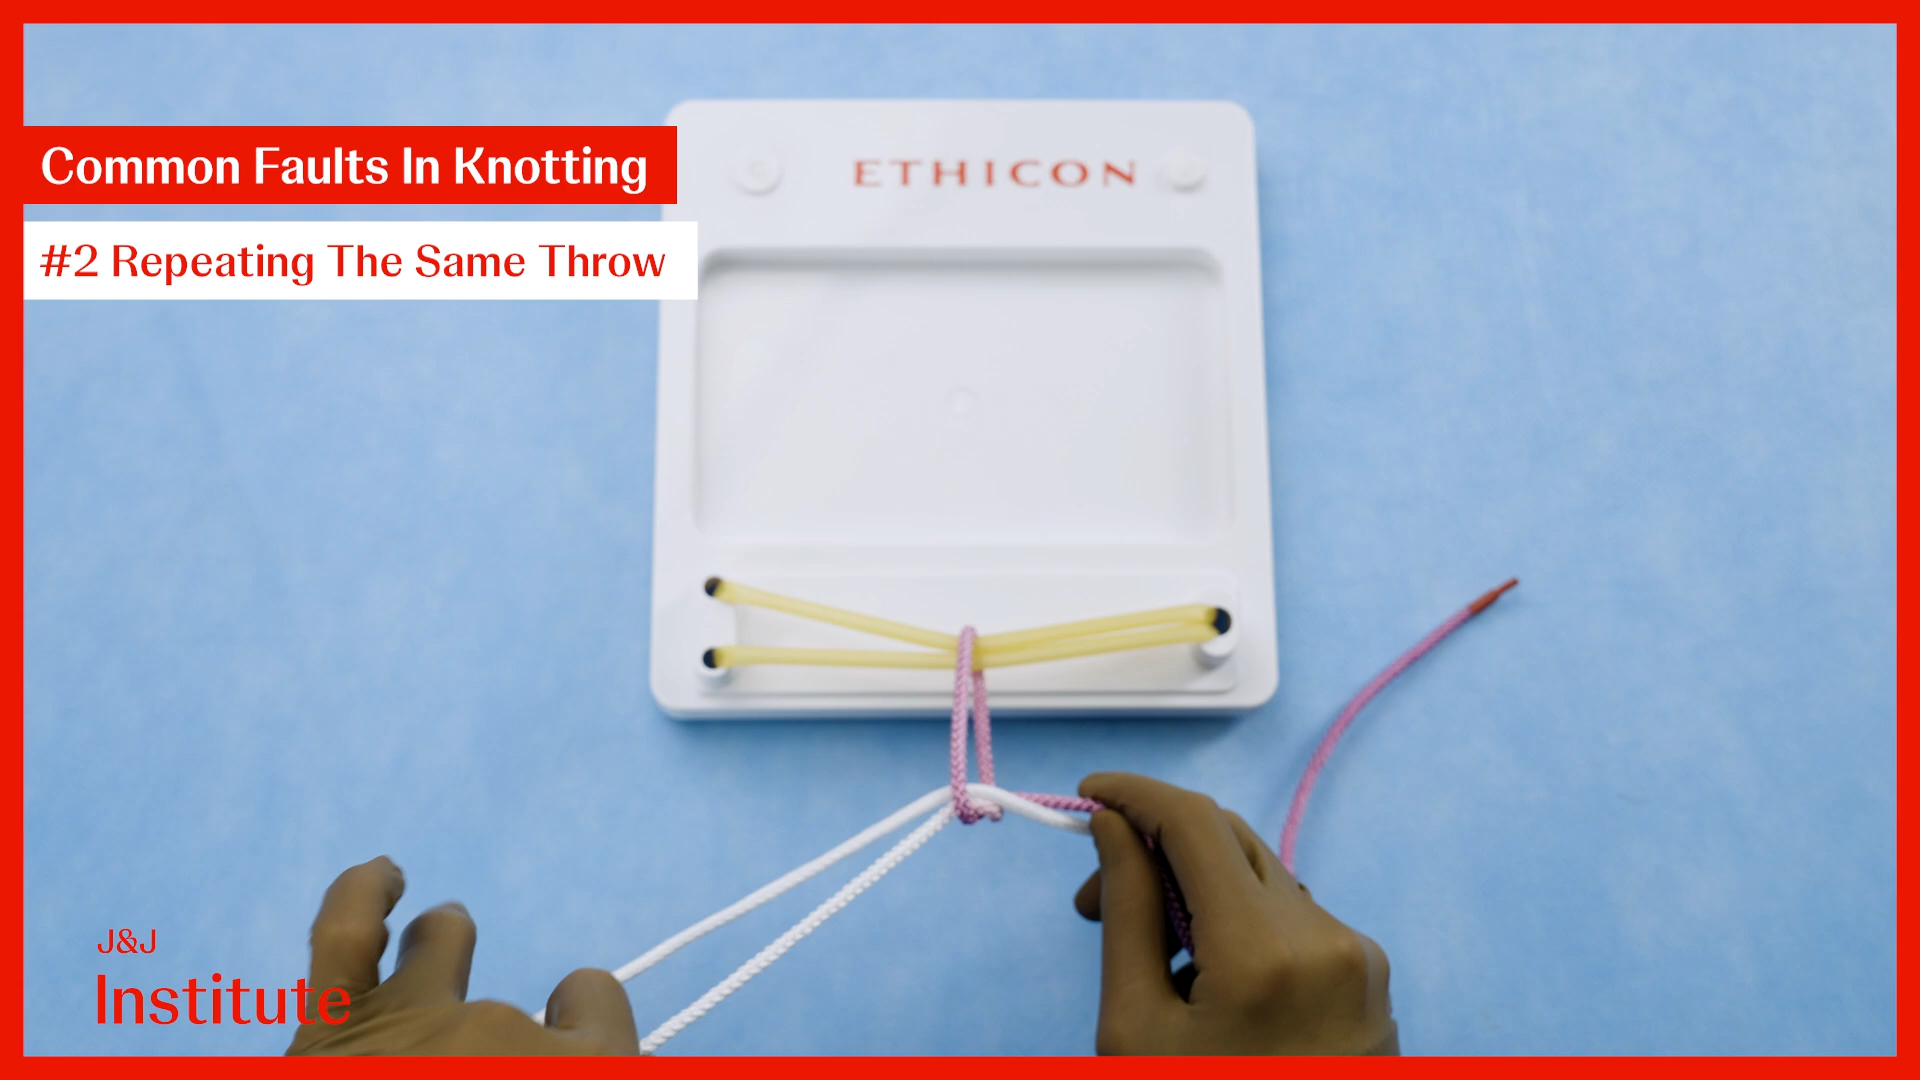 Common Faults In Knotting
#2 Repeating The Same Throw
ETHICON
J&J
Institute